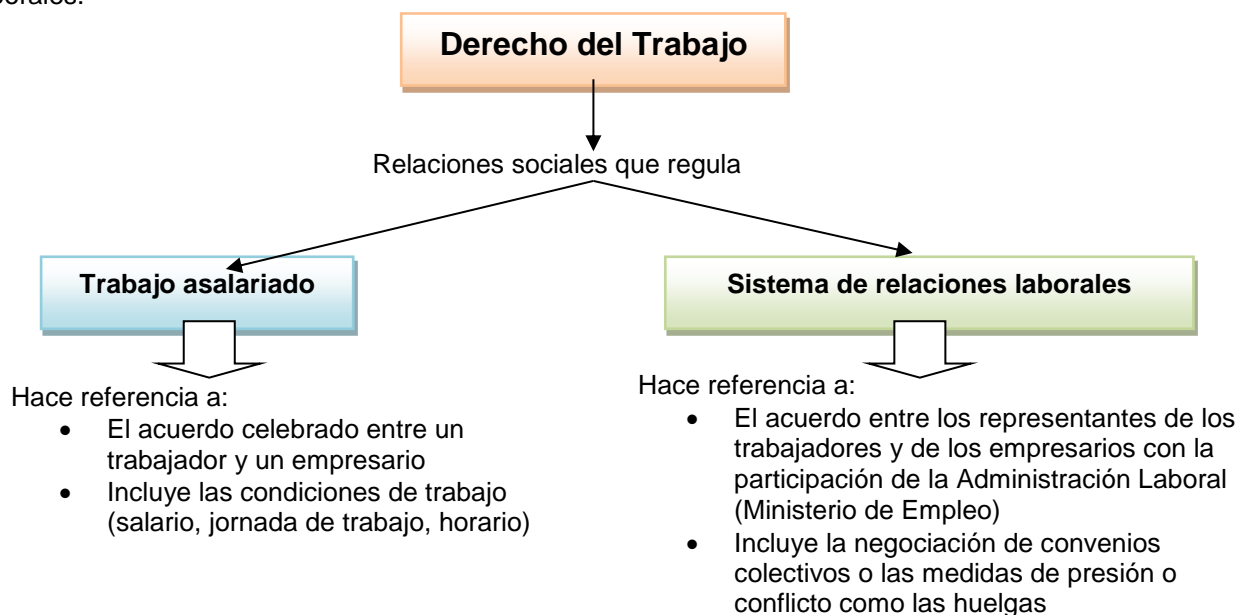 Derecho del Trabajo
Relaciones sociales que regula
Trabajo asalariado
Hace referencia a:
• El acuerdo celebrado entre un
trabajador y un empresario
• Incluye las condiciones de trabajo
(salario, jornada de trabajo, horario)
Sistema de relaciones laborales
Hace referencia a:
• El acuerdo entre los representantes de los
trabajadores y de los empresarios con la
participación de la Administración Laboral
(Ministerio de Empleo)
• Incluye la negociación de convenios
colectivos o las medidas de presión o
conflicto como las huelgas